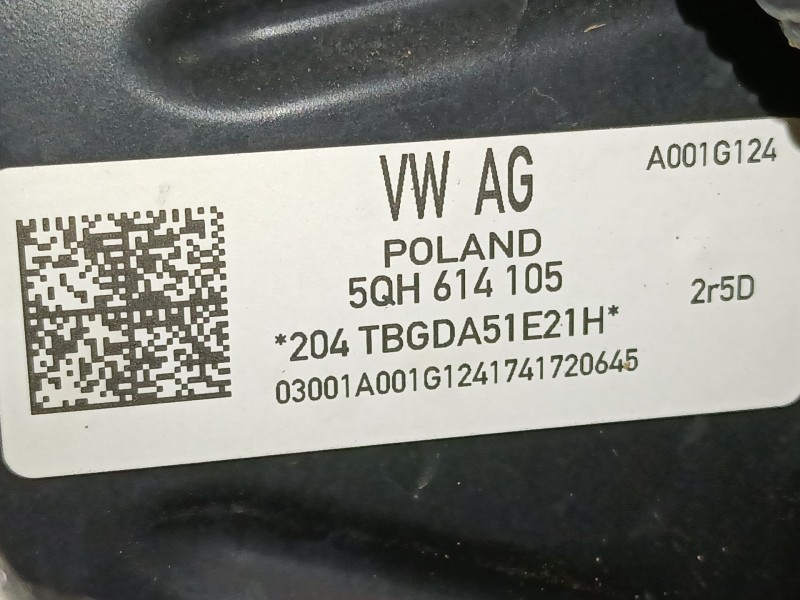 VW AG
A001G124
POLAND
5QH 614 105
2r5D
*204 TBGDA51E21H*
03001A001G1241741720645